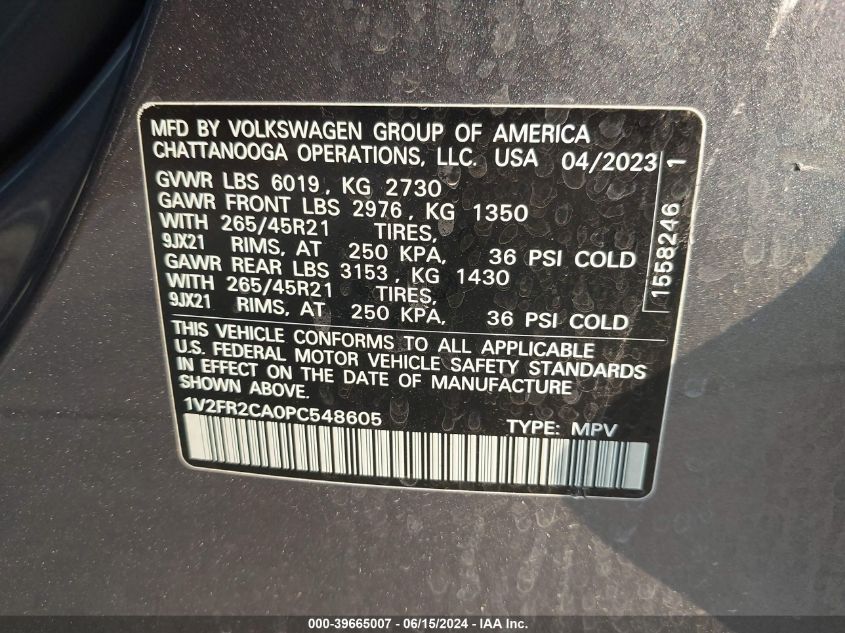 MFD BY VOLKSWAGEN GROUP OF AMERICA
CHATTANOOGA OPERATIONS, LLC. USA 04/2023
GVWR LBS 6019, KG 2730
GAWR FRONT LBS 2976, KG 1350
WITH 265/45R21 TIRES,
9JX21 RIMS, AT 250 KPA, 36 PSI COLD
GAWR REAR LBS 3153, KG 1430
WITH 265/45R21 TIRES,
9JX21 RIMS, AT 250 KPA, 36 PSI COLD
THIS VEHICLE CONFORMS TO ALL APPLICABLE
U.S. FEDERAL MOTOR VEHICLE SAFETY STANDARDS
IN EFFECT ON THE DATE OF MANUFACTURE
SHOWN ABOVE
1V2FR2CA0PC548605 TYPE: MPV
1558246 1
000-39665007 - 06/15/2024 - IAA Inc.